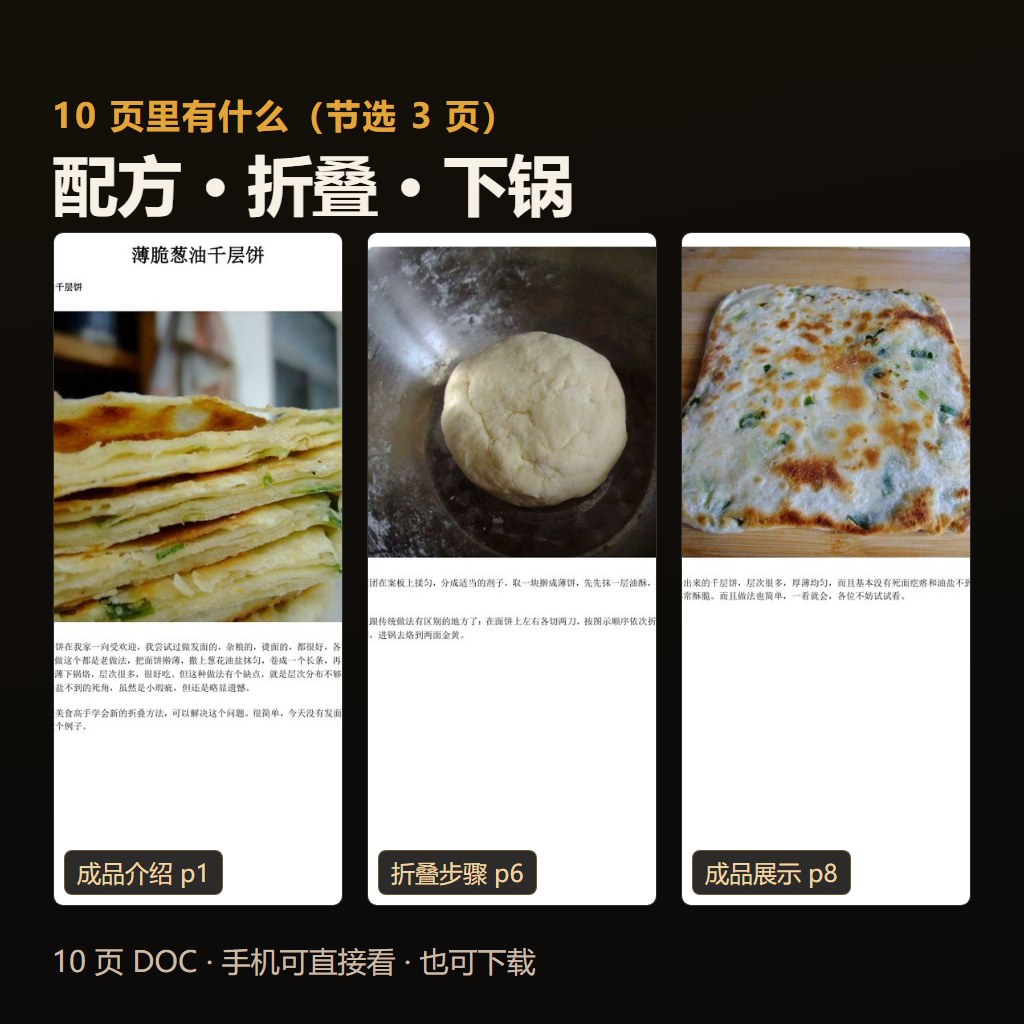 10 页里有什么（节选 3 页）
配方·折叠·下锅
薄脆葱油千层饼
千层饼
饼在我家一向受欢迎，我尝试过做发面的，杂粮的，烫面的，都很好，各
做这个都是老做法，把面饼擀薄，撒上葱花油盐抹匀，卷成一个长条，再
薄下锅烙，层次很多，很好吃。但这种做法有个缺点，就是层次分布不够
盐不到的死角，虽然是小瑕疵，但还是略显遗憾。
美食高手学会新的折叠方法，可以解决这个问题。很简单，今天没有发面
个例子。
成品介绍 p1
团在案板上揉匀，分成适当的剂子，取一块擀成薄饼，先先抹一层油酥，
跟传统做法有区别的地方了：在面饼上左右各切两刀，按图示顺序依次折
，进锅去烙到两面金黄。
折叠步骤 p6
出来的千层饼，层次很多，厚薄均匀，而且基本没有死面疙瘩和油盐不到
常酥脆。而且做法也简单，一看就会，各位不妨试试看。
成品展示 p8
10 页 DOC · 手机可直接看 · 也可下载